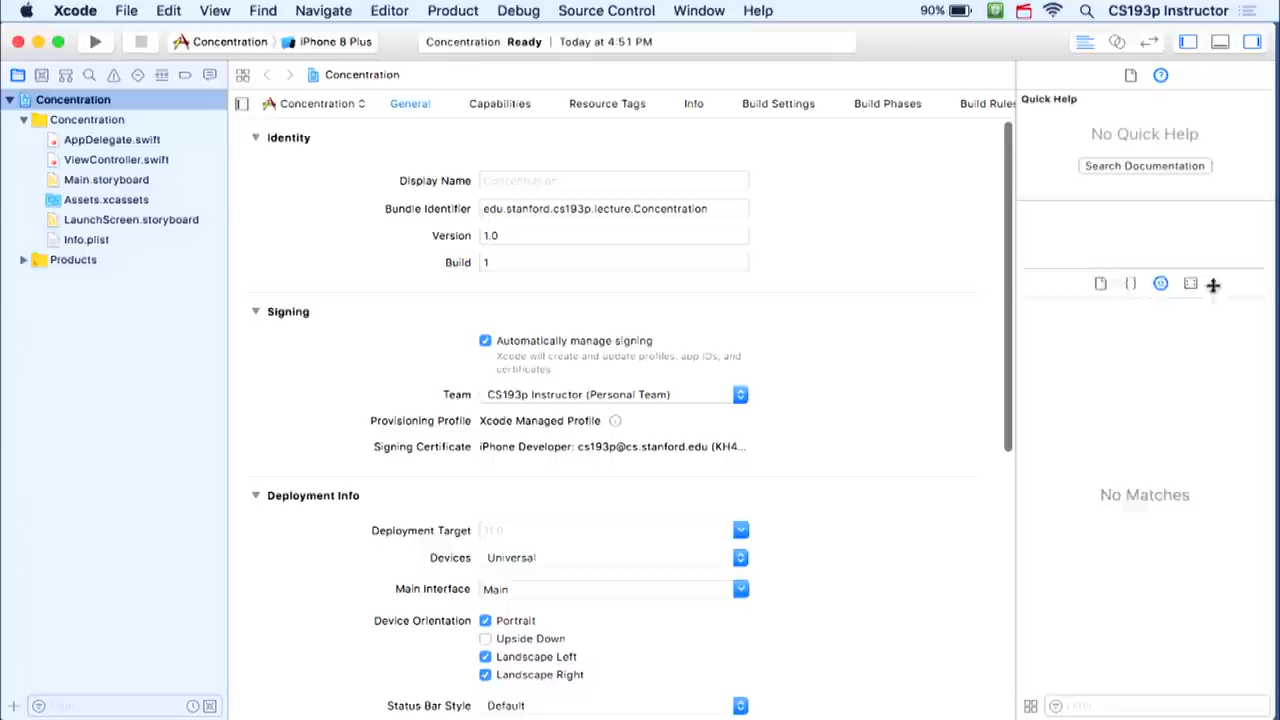 Xcode File Edit View Find Navigate Editor Product Debug Source Control Window Help 90% CS193p Instructor
Concentration iPhone 8 Plus Concentration Ready Today at 4:51 PM
Concentration
Quick Help
No Quick Help
Search Documentation
No Matches
Concentration
Concentration
AppDelegate.swift
ViewController.swift
Main.storyboard
Assets.xcassets
LaunchScreen.storyboard
Info.plist
Products
Concentration General Capabilities Resource Tags Info Build Settings Build Phases Build Rules
Identity
Display Name Concentration
Bundle Identifier edu.stanford.cs193p.lecture.Concentration
Version 1.0
Build 1
Signing
Automatically manage signing
Xcode will create and update profiles, app IDs, and
certificates.
Team CS193p Instructor (Personal Team)
Provisioning Profile Xcode Managed Profile
Signing Certificate iPhone Developer: cs193p@cs.stanford.edu (KH4...
Deployment Info
Deployment Target 11.0
Devices Universal
Main Interface Main
Device Orientation Portrait
Upside Down
Landscape Left
Landscape Right
Status Bar Style Default
Filter
Filter